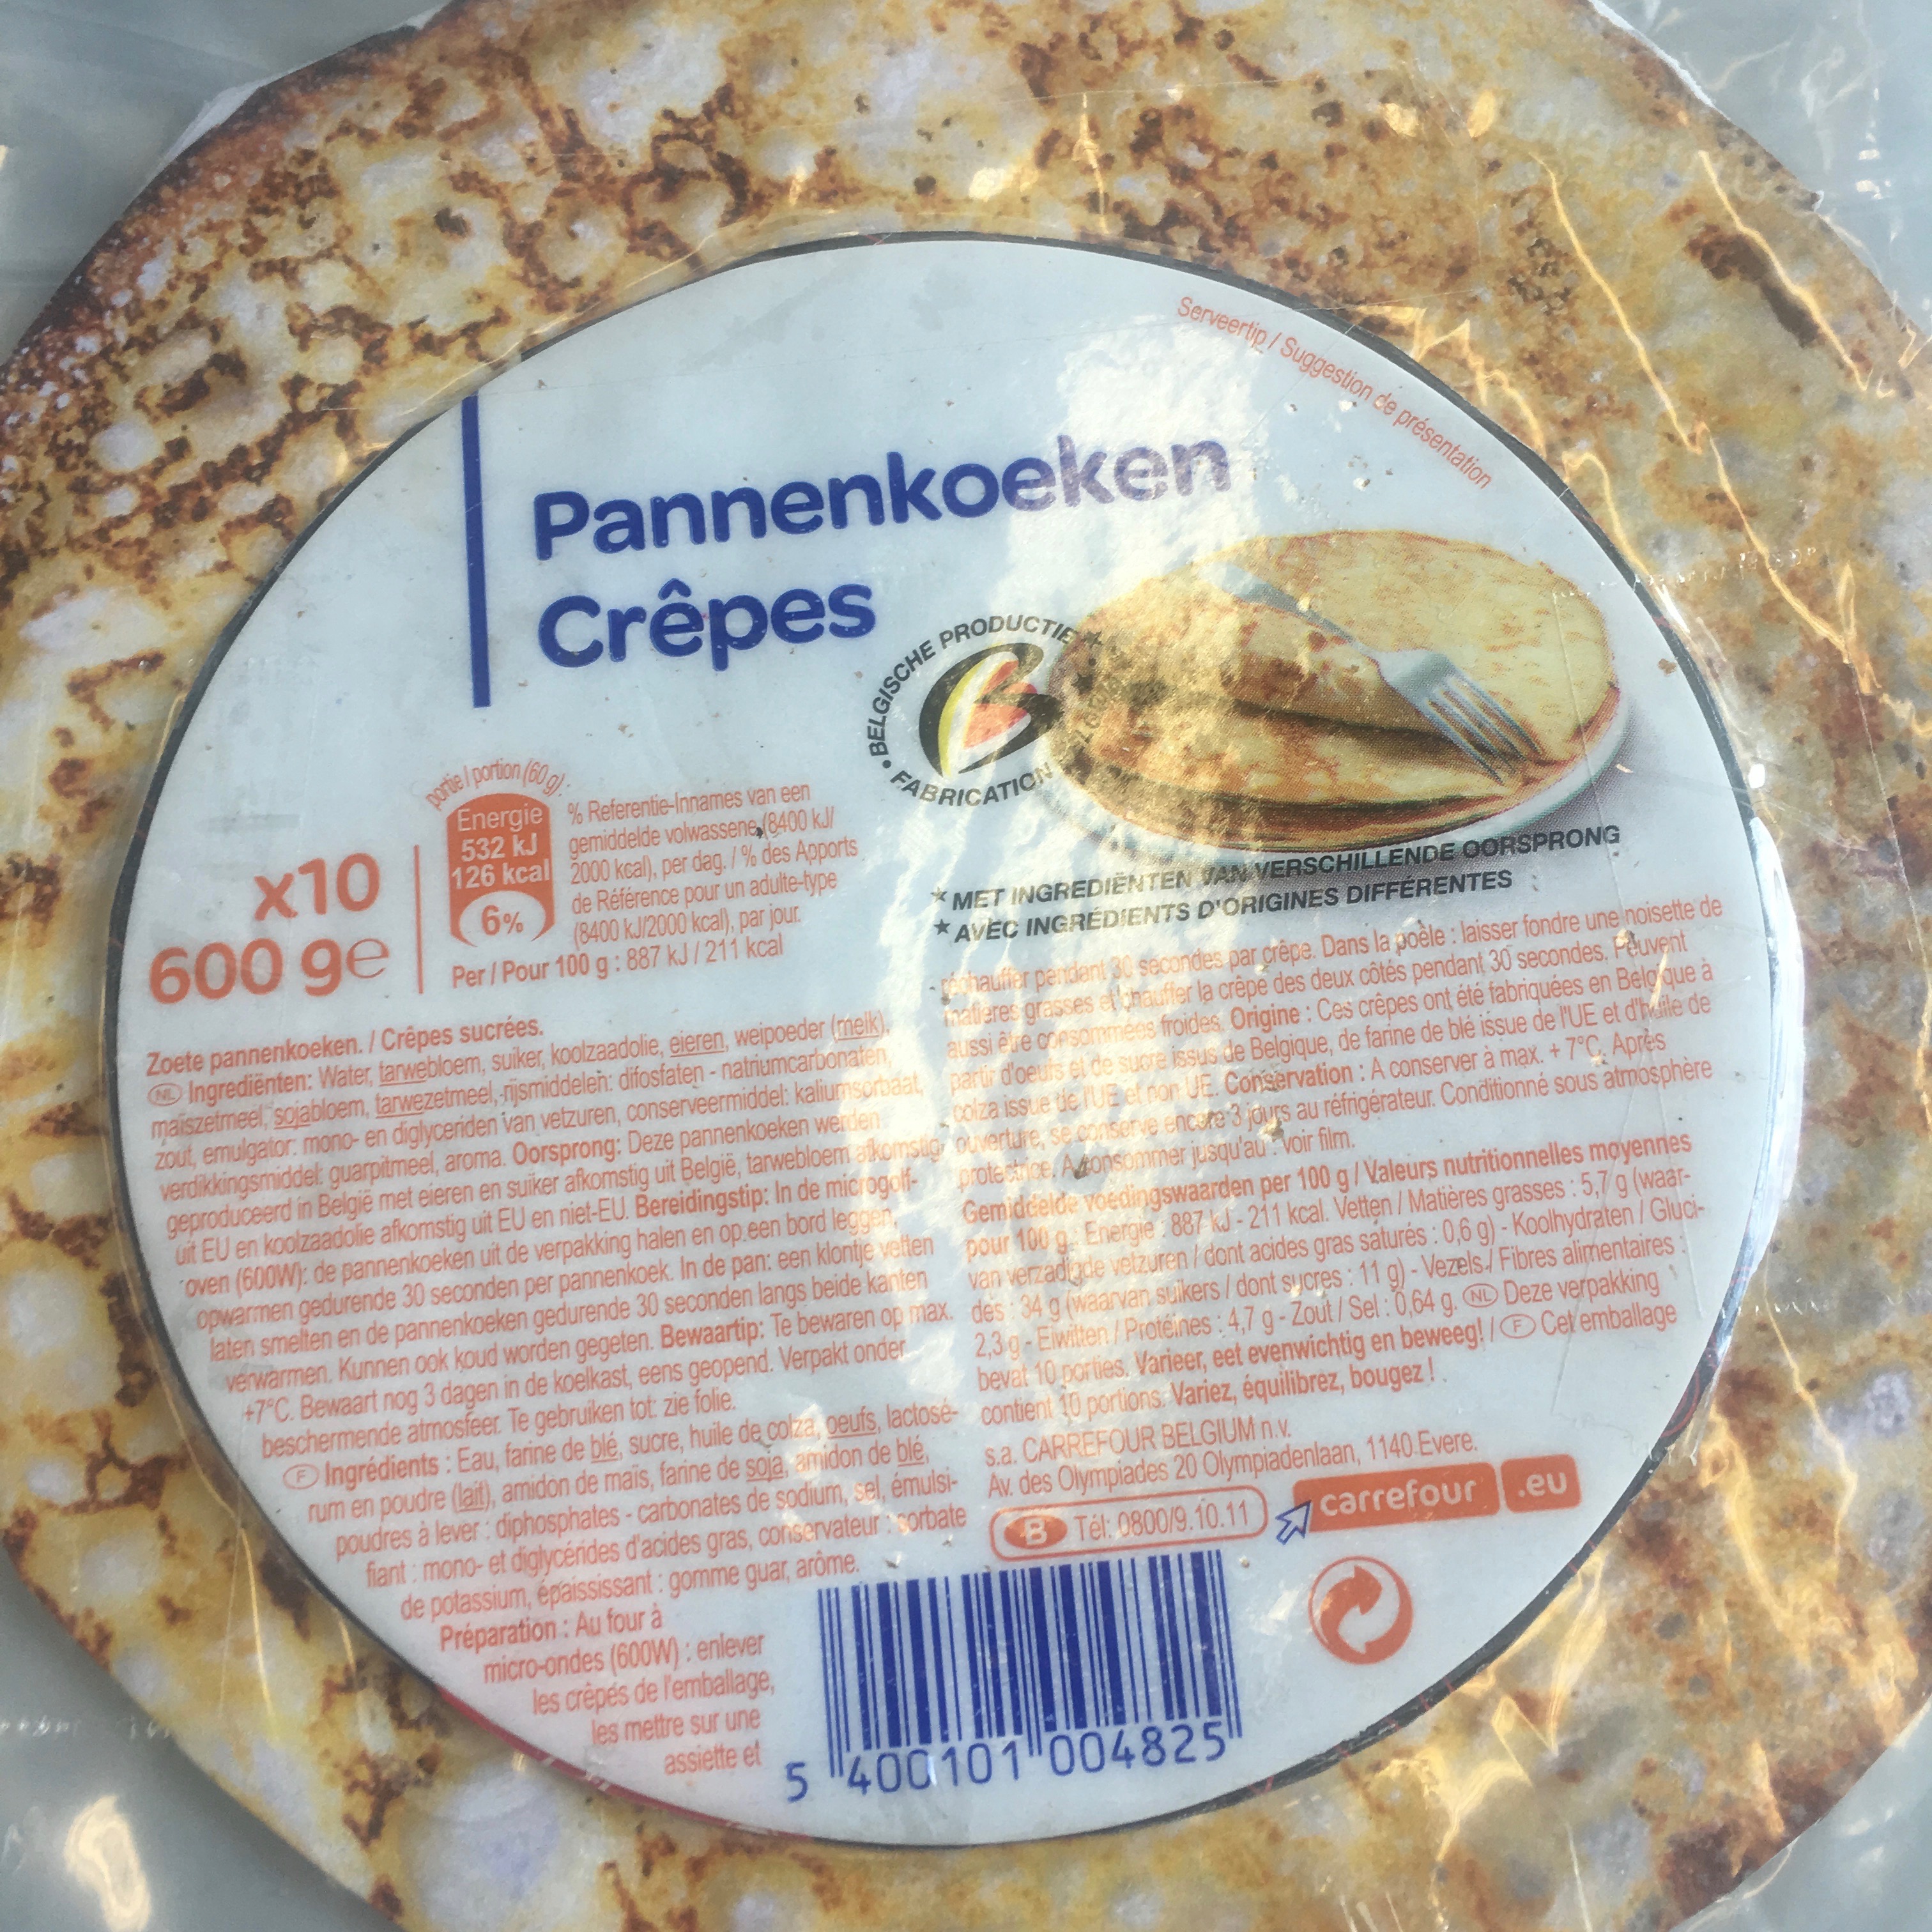 Serveertip / Suggestion de présentation
Pannenkoeken
Crêpes
BELGISCHE PRODUCTIE
FABRICATION
x10
600 g e
portie / portion (60 g) :
Energie
532 kJ
126 kcal
6%
% Referentie-Innames van een
gemiddelde volwassene (8400 kJ/
2000 kcal), per dag. / % des Apports
de Référence pour un adulte-type
(8400 kJ/2000 kcal), par jour.
Per / Pour 100 g : 887 kJ / 211 kcal
* MET INGREDIËNTEN VAN VERSCHILLENDE OORSPRONG
* AVEC INGRÉDIENTS D'ORIGINES DIFFÉRENTES
Zoete pannenkoeken. / Crêpes sucrées.
NL Ingrediënten: Water, tarwebloem, suiker, koolzaadolie, eieren, weipoeder (melk),
maïszetmeel, sojabloem, tarwezetmeel, rijsmiddelen: difosfaten - natriumcarbonaten,
zout, emulgator: mono- en diglyceriden van vetzuren, conserveermiddel: kaliumsorbaat,
verdikkingsmiddel: guarpitmeel, aroma. Oorsprong: Deze pannenkoeken werden
geproduceerd in België met eieren en suiker afkomstig uit België, tarwebloem afkomstig
uit EU en koolzaadolie afkomstig uit EU en niet-EU. Bereidingstip: In de microgolf-
oven (600W): de pannenkoeken uit de verpakking halen en op een bord leggen,
opwarmen gedurende 30 seconden per pannenkoek. In de pan: een klontje vetten
laten smelten en de pannenkoeken gedurende 30 seconden langs beide kanten
verwarmen. Kunnen ook koud worden gegeten. Bewaartip: Te bewaren op max.
+7°C. Bewaart nog 3 dagen in de koelkast, eens geopend. Verpakt onder
beschermende atmosfeer. Te gebruiken tot: zie folie.
F Ingrédients : Eau, farine de blé, sucre, huile de colza, oeufs, lactosé-
rum en poudre (lait), amidon de maïs, farine de soja, amidon de blé,
poudres à lever : diphosphates - carbonates de sodium, sel, émulsi-
fiant : mono- et diglycérides d'acides gras, conservateur : sorbate
de potassium, épaississant : gomme guar, arôme.
Préparation : Au four à
micro-ondes (600W) : enlever
les crêpes de l'emballage,
les mettre sur une
assiette et
réchauffer pendant 30 secondes par crêpe. Dans la poêle : laisser fondre une noisette de
matières grasses et chauffer la crêpe des deux côtés pendant 30 secondes. Peuvent
aussi être consommées froides. Origine : Ces crêpes ont été fabriquées en Belgique à
partir d'oeufs et de sucre issus de Belgique, de farine de blé issue de l'UE et d'huile de
colza issue de l'UE et non UE. Conservation : A conserver à max. + 7°C. Après
ouverture, se conserve encore 3 jours au réfrigérateur. Conditionné sous atmosphère
protectrice. A consommer jusqu'au : voir film.
Gemiddelde voedingswaarden per 100 g / Valeurs nutritionnelles moyennes
pour 100 g : Energie : 887 kJ - 211 kcal. Vetten / Matières grasses : 5,7 g (waar-
van verzadigde vetzuren / dont acides gras saturés : 0,6 g) - Koolhydraten / Gluci-
des : 34 g (waarvan suikers / dont sucres : 11 g) - Vezels / Fibres alimentaires :
2,3 g - Eiwitten / Protéines : 4,7 g - Zout / Sel : 0,64 g. NL Deze verpakking
bevat 10 porties. Varieer, eet evenwichtig en beweeg! / F Cet emballage
contient 10 portions. Variez, équilibrez, bougez !
s.a. CARREFOUR BELGIUM n.v.
Av. des Olympiades 20 Olympiadenlaan, 1140 Evere.
B Tél: 0800/9.10.11
carrefour .eu
5 400101 004825